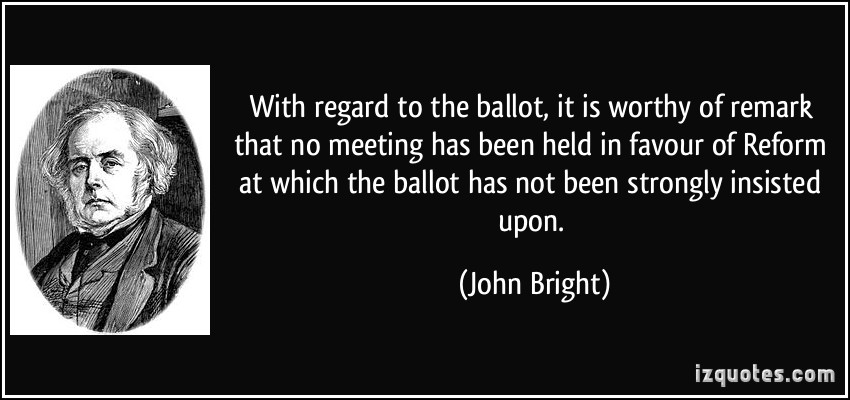 With regard to the ballot, it is worthy of remark
that no meeting has been held in favour of Reform
at which the ballot has not been strongly insisted
upon.
(John Bright)
izquotes.com